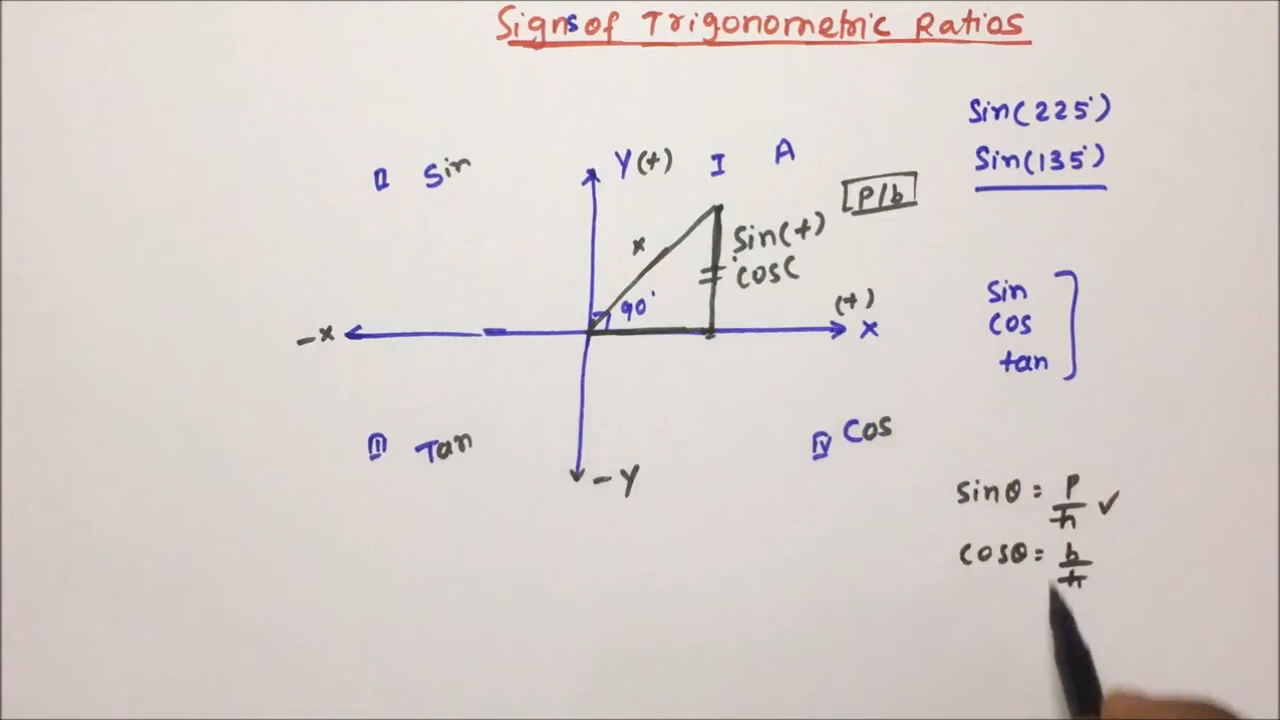 Signs of Trigonometric Ratios
Sin(225°)
Sin(135°)
II Sin
Y(+) I A
P/b
x
Sin(+)
cosC
90°
(+)
-x
x
Sin
cos
tan
III Tan
IV Cos
-Y
sinθ = P/h ✓
cosθ = b/h